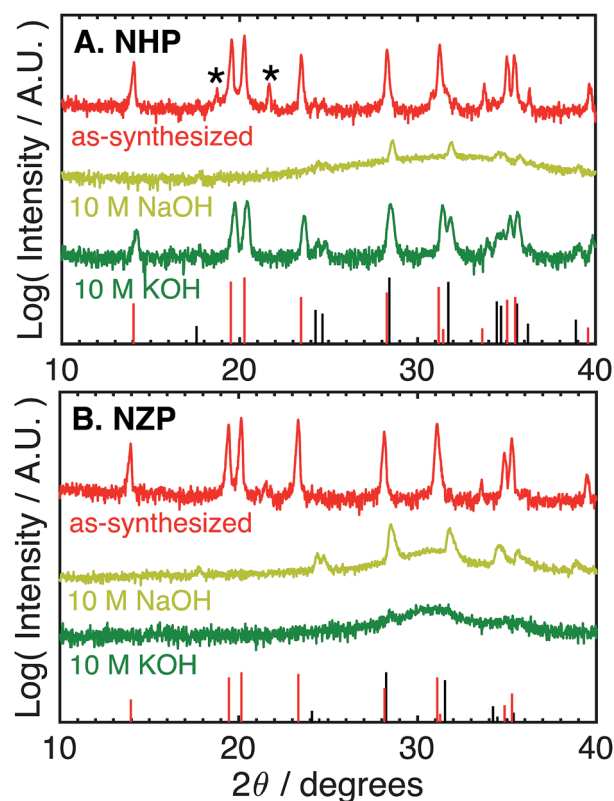 A. NHP
*
*
as-synthesized
10 M NaOH
10 M KOH
Log( Intensity / A.U. )
10
20
30
40
B. NZP
as-synthesized
10 M NaOH
10 M KOH
Log( Intensity / A.U. )
10
20
30
40
2θ / degrees